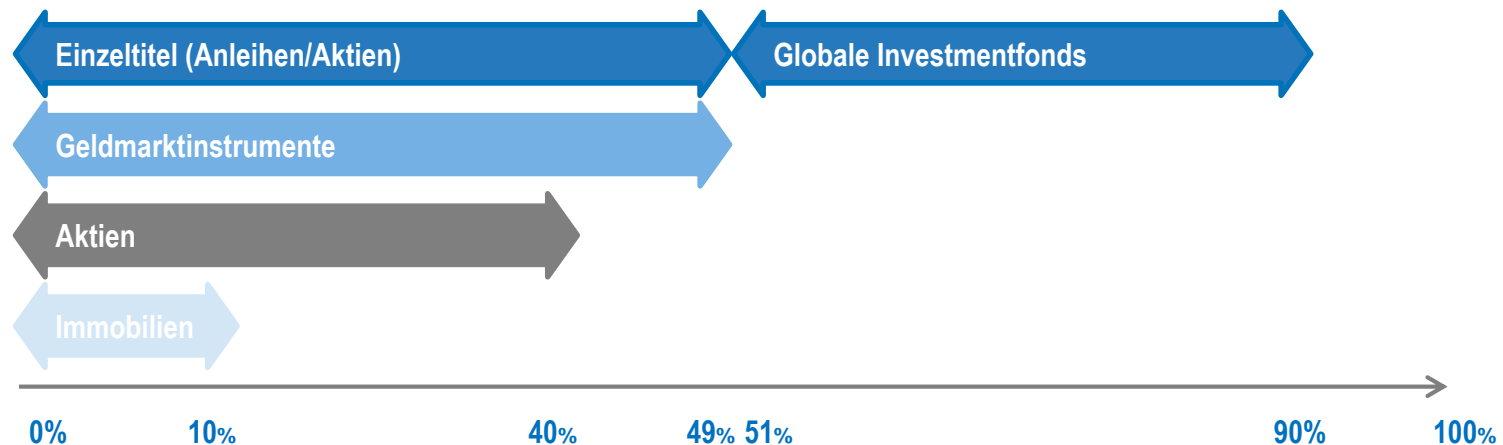 Einzeltitel (Anleihen/Aktien) Globale Investmentfonds
Geldmarktinstrumente
Aktien
Immobilien
0% 10% 40% 49% 51% 90% 100%